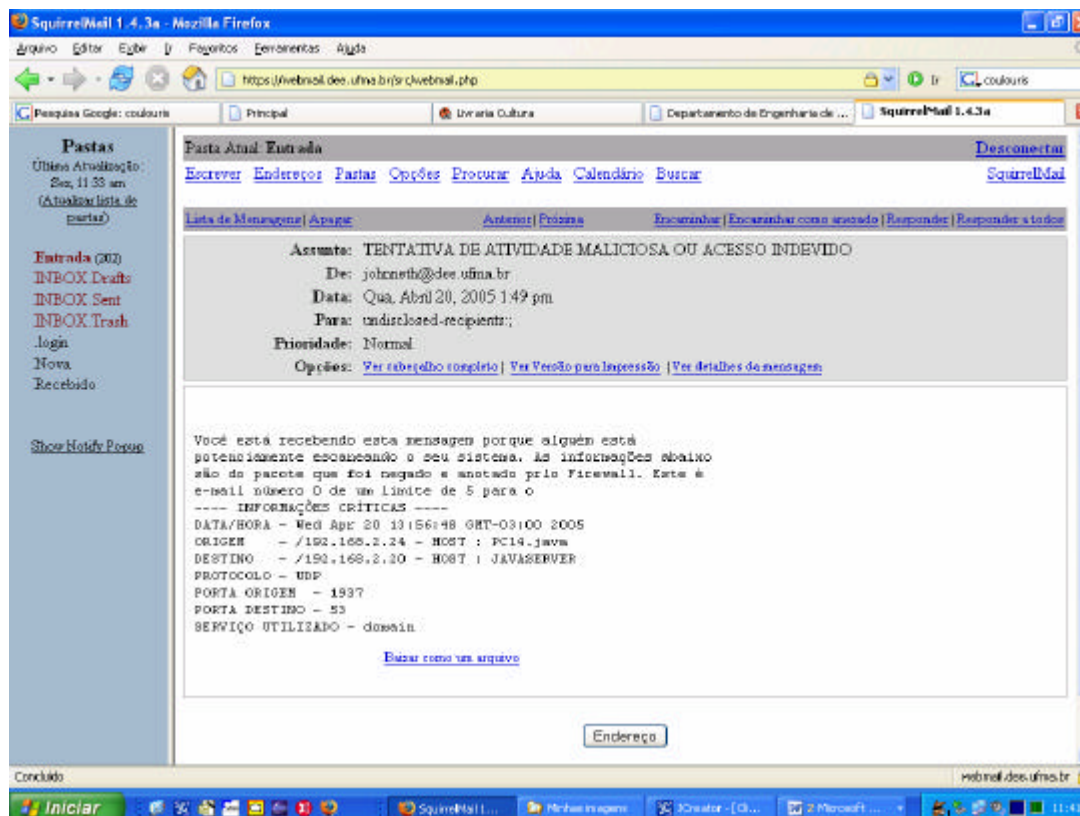 SquirrelMail 1.4.3a - Mozilla Firefox
Arquivo Editar Exibir Ir Favoritos Ferramentas Ajuda
https://webmail.dee.ufma.br/src/webmail.php Ir coulouris
Pesquisa Google: coulouris Principal Livraria Cultura Departamento de Engenharia de ... SquirrelMail 1.4.3a
Pastas
Última Atualização:
Sex, 11:33 am
(Atualizar lista de
pastas)
Entrada (202)
INBOX.Drafts
INBOX.Sent
INBOX.Trash
.login
Nova
Recebido
Show Notify Popup
Pasta Atual: Entrada Desconectar
Escrever Endereços Pastas Opções Procurar Ajuda Calendário Buscar SquirrelMail
Lista de Mensagens | Apagar Anterior | Próxima Encaminhar | Encaminhar como anexado | Responder | Responder a todos
Assunto: TENTATIVA DE ATIVIDADE MALICIOSA OU ACESSO INDEVIDO
De: johnneth@dee.ufma.br
Data: Qua, Abril 20, 2005 1:49 pm
Para: undisclosed-recipients:;
Prioridade: Normal
Opções: Ver cabeçalho completo | Ver Versão para Impressão | Ver detalhes da mensagem
Você está recebendo esta mensagem porque alguém está
potenciamente escaneando o seu sistema. As informações abaixo
são do pacote que foi negado e anotado prlo Firewall. Este é
e-mail número 0 de um Limite de 5 para o
---- INFORMAÇÕES CRÍTICAS ----
DATA/HORA - Wed Apr 20 13:56:48 GMT-03:00 2005
ORIGEM - /192.168.2.24 - HOST : PC14.java
DESTINO - /192.168.2.20 - HOST : JAVASERVER
PROTOCOLO - UDP
PORTA ORIGEM - 1937
PORTA DESTINO - 53
SERVIÇO UTILIZADO - domain
Baixar como um arquivo
Endereço
Concluído webmail.dee.ufma.br
Iniciar SquirrelMail 1... Minhas imagens JCreator - [Cl... 2 Microsoft ... 11:4